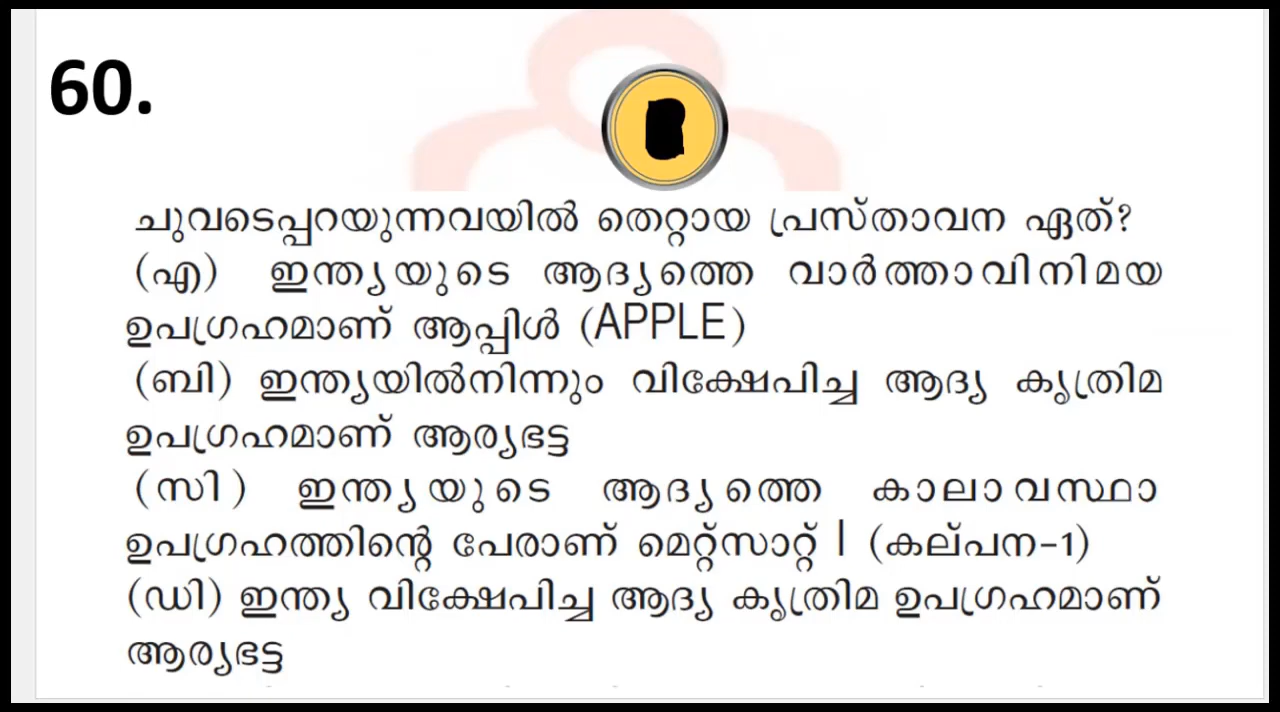 60.
ചുവടെപ്പറയുന്നവയിൽ തെറ്റായ പ്രസ്താവന ഏത്?
(എ) ഇന്ത്യയുടെ ആദ്യത്തെ വാർത്താവിനിമയ
ഉപഗ്രഹമാണ് ആപ്പിൾ (APPLE)
(ബി) ഇന്ത്യയിൽനിന്നും വിക്ഷേപിച്ച ആദ്യ കൃത്രിമ
ഉപഗ്രഹമാണ് ആര്യഭട്ട
(സി) ഇന്ത്യയുടെ ആദ്യത്തെ കാലാവസ്ഥാ
ഉപഗ്രഹത്തിന്റെ പേരാണ് മെറ്റ്സാറ്റ് I (കല്പന-1)
(ഡി) ഇന്ത്യ വിക്ഷേപിച്ച ആദ്യ കൃത്രിമ ഉപഗ്രഹമാണ്
ആര്യഭട്ട